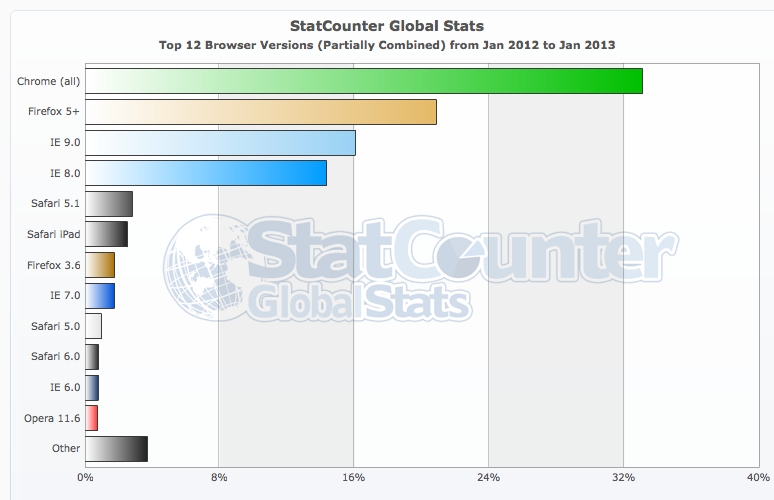 StatCounter Global Stats
Top 12 Browser Versions (Partially Combined) from Jan 2012 to Jan 2013
Chrome (all)
Firefox 5+
IE 9.0
IE 8.0
Safari 5.1
Safari iPad
Firefox 3.6
IE 7.0
Safari 5.0
Safari 6.0
IE 6.0
Opera 11.6
Other
StatCounter
GlobalStats
0% 8% 16% 24% 32% 40%